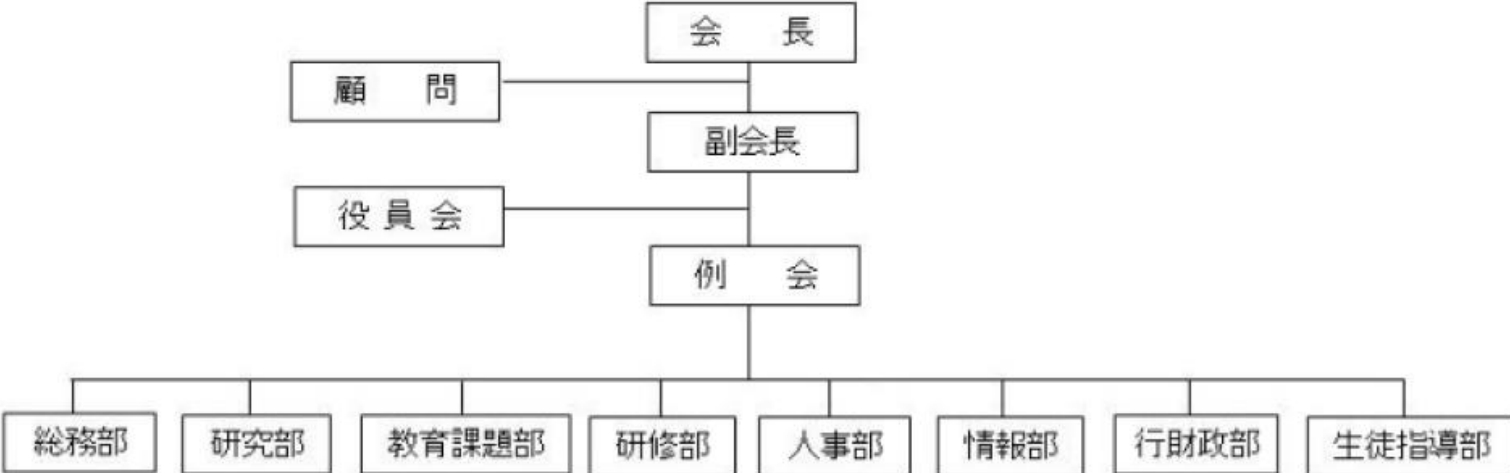 会　長
顧　問
副会長
役 員 会
例　会
総務部
研究部
教育課題部
研修部
人事部
情報部
行財政部
生徒指導部